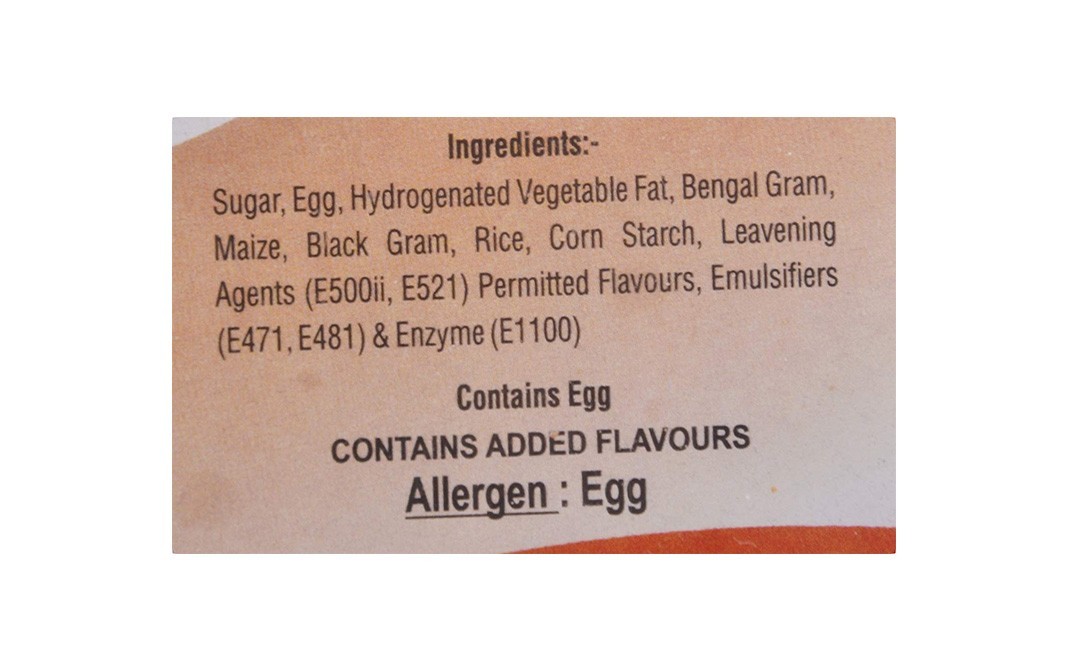 Ingredients:-
Sugar, Egg, Hydrogenated Vegetable Fat, Bengal Gram,
Maize, Black Gram, Rice, Corn Starch, Leavening
Agents (E500ii, E521) Permitted Flavours, Emulsifiers
(E471, E481) & Enzyme (E1100)
Contains Egg
CONTAINS ADDED FLAVOURS
Allergen : Egg